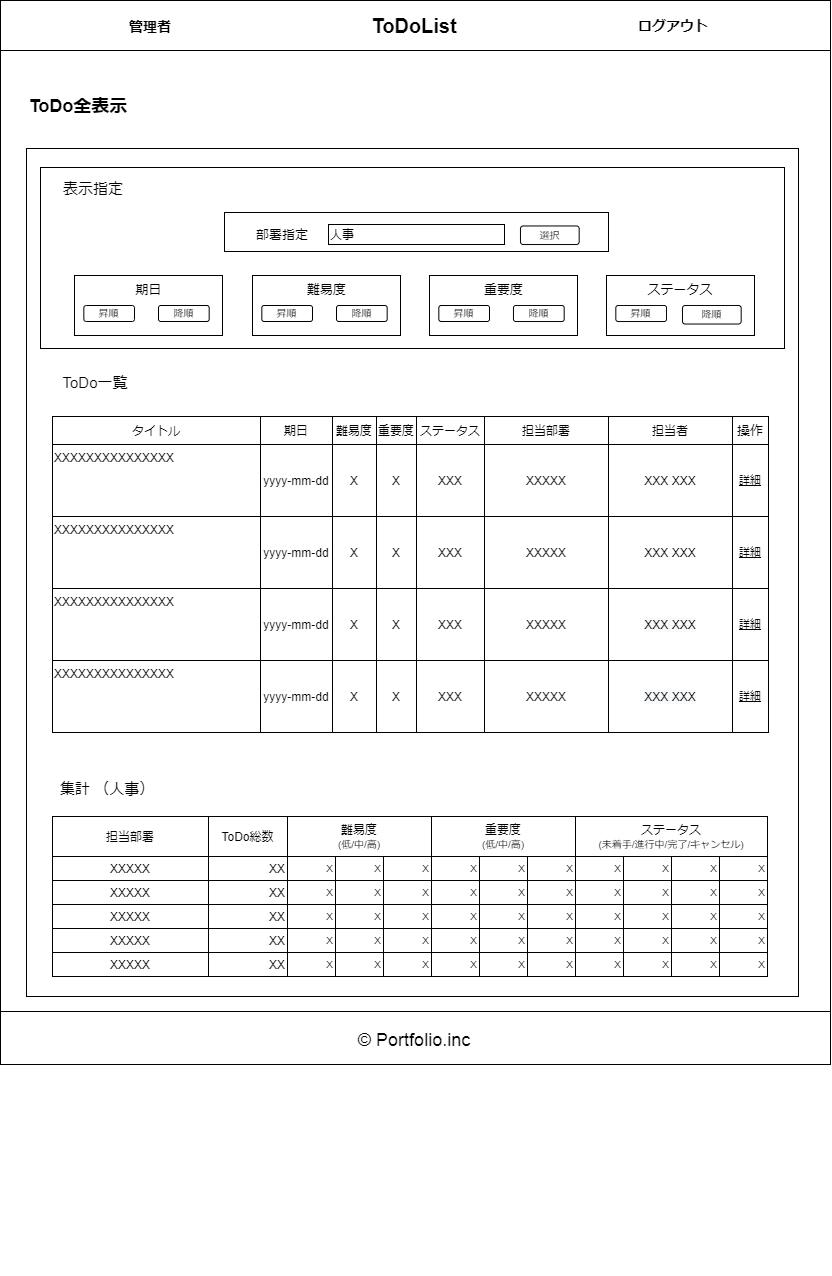 管理者 ToDoList ログアウト
ToDo全表示
表示指定
部署指定 人事 選択
期日 難易度 重要度 ステータス
昇順 降順 昇順 降順 昇順 降順 昇順 降順
ToDo一覧
タイトル 期日 難易度 重要度 ステータス 担当部署 担当者 操作
XXXXXXXXXXXXXXX yyyy-mm-dd X X XXX XXXXX XXX XXX 詳細
XXXXXXXXXXXXXXX yyyy-mm-dd X X XXX XXXXX XXX XXX 詳細
XXXXXXXXXXXXXXX yyyy-mm-dd X X XXX XXXXX XXX XXX 詳細
XXXXXXXXXXXXXXX yyyy-mm-dd X X XXX XXXXX XXX XXX 詳細
集計 （人事）
担当部署 ToDo総数 難易度 重要度 ステータス
(低/中/高) (低/中/高) (未着手/進行中/完了/キャンセル)
XXXXX XX X X X X X X X X X X
XXXXX XX X X X X X X X X X X
XXXXX XX X X X X X X X X X X
XXXXX XX X X X X X X X X X X
XXXXX XX X X X X X X X X X X
© Portfolio.inc